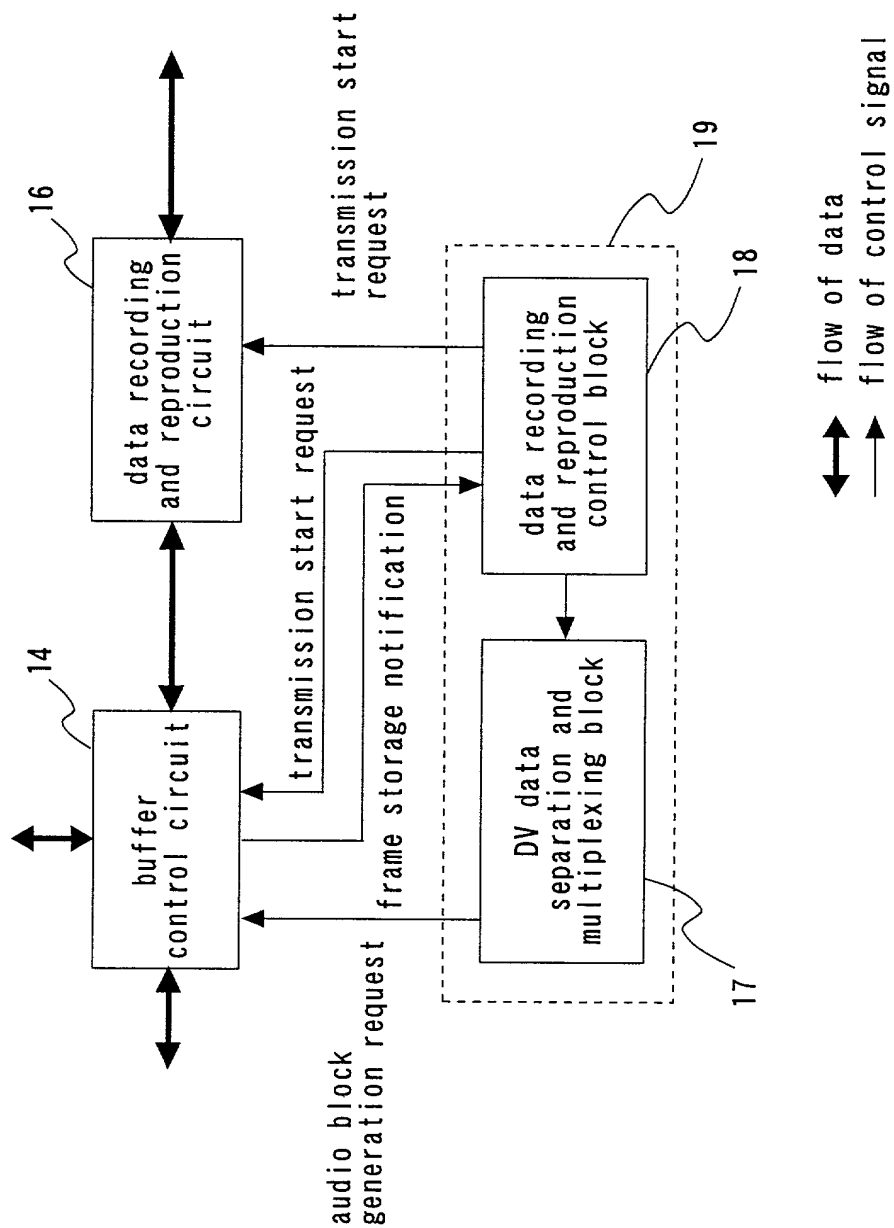 14
buffer
control circuit
16
data recording
and reproduction
circuit
audio block
generation request
frame storage notification
transmission start request
transmission start
request
DV data
separation and
multiplexing block
17
data recording
and reproduction
control block
18
19
flow of data
flow of control signal